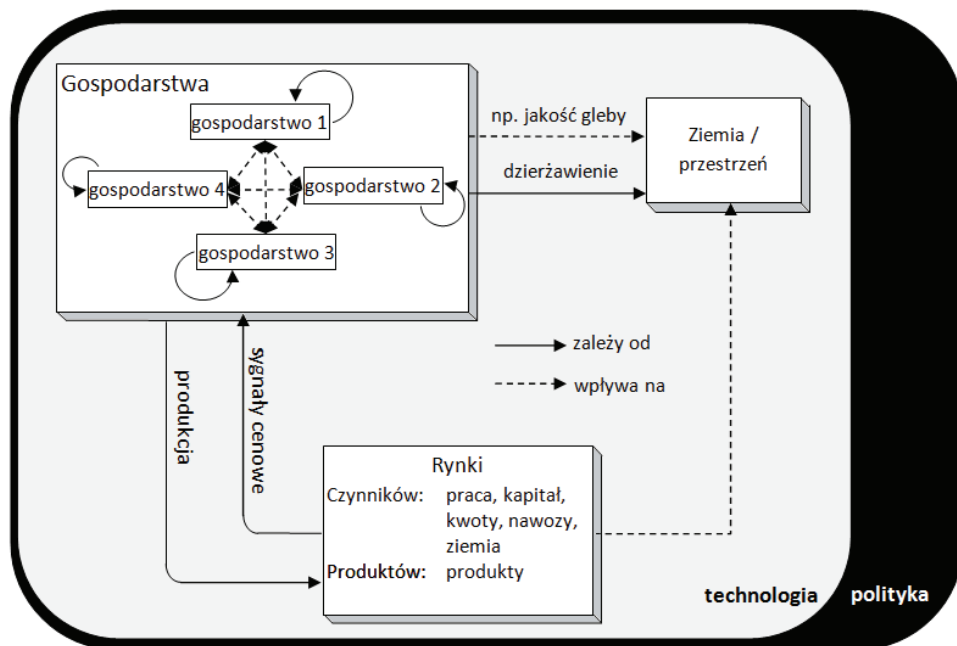 Gospodarstwa
gospodarstwo 1
gospodarstwo 4
gospodarstwo 2
gospodarstwo 3
np. jakość gleby
dzierżawienie
Ziemia /
przestrzeń
zależy od
wpływa na
produkcja
sygnały cenowe
Rynki
Czynników: praca, kapitał,
kwoty, nawozy,
ziemia
Produktów: produkty
technologia
polityka